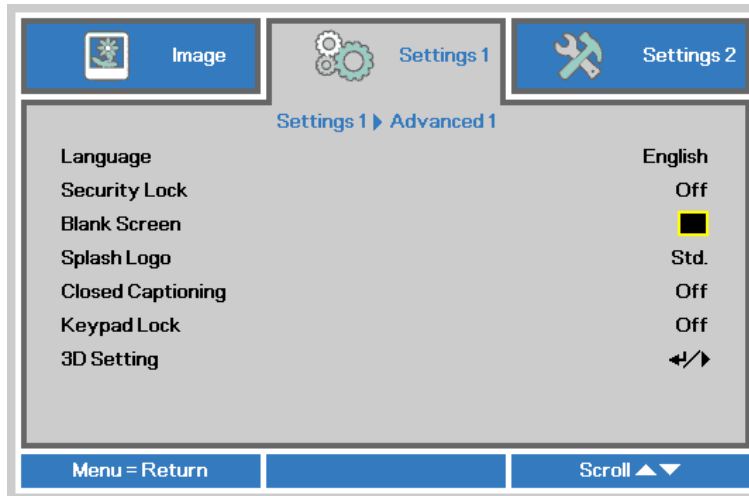 Image
Settings 1
Settings 2
Settings 1 ▶ Advanced 1
Language English
Security Lock Off
Blank Screen
Splash Logo Std.
Closed Captioning Off
Keypad Lock Off
3D Setting ↵/▶
Menu = Return
Scroll ▲▼